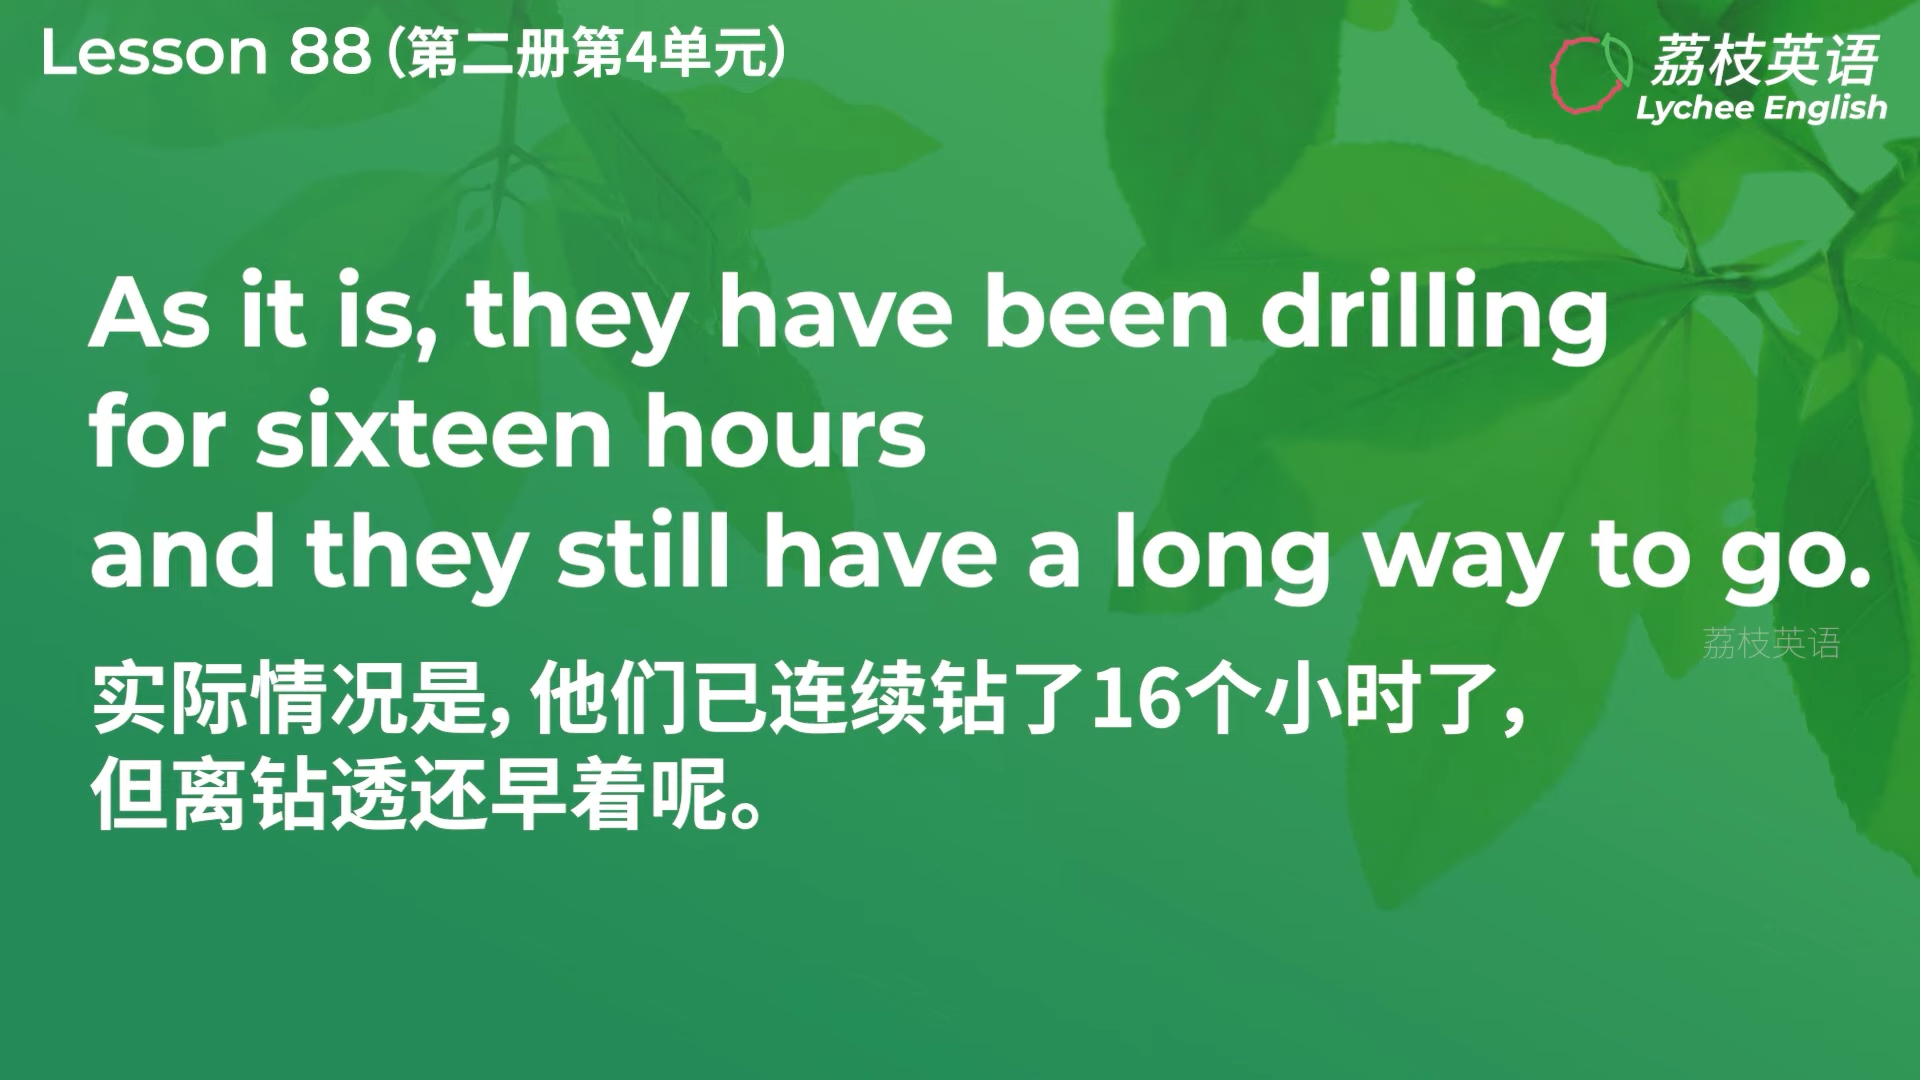 Lesson 88（第二册第4单元）
荔枝英语
Lychee English
As it is, they have been drilling
for sixteen hours
and they still have a long way to go.
荔枝英语
实际情况是，他们已连续钻了16个小时了，
但离钻透还早着呢。